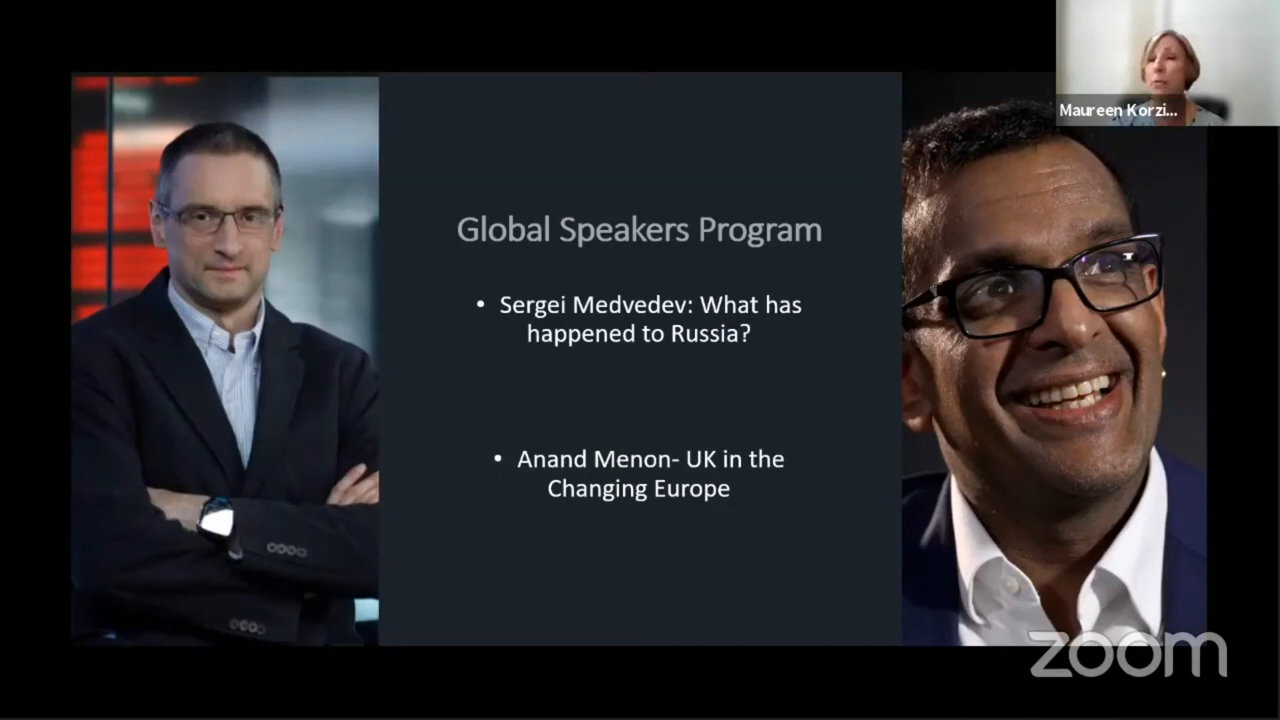 Maureen Korzi...
Global Speakers Program
• Sergei Medvedev: What has
happened to Russia?
• Anand Menon- UK in the
Changing Europe
zoom